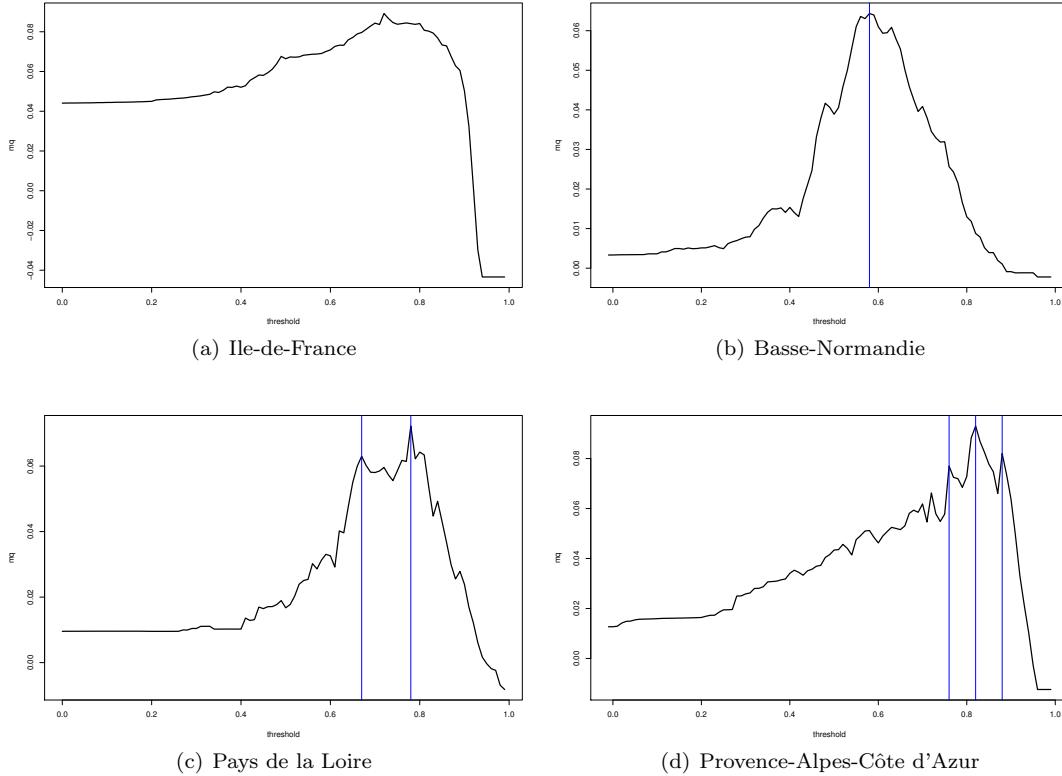 0.08
0.06
0.04
mq
0.02
0.00
−0.02
−0.04
0.0 0.2 0.4 0.6 0.8 1.0
threshold
(a) Ile-de-France
0.06
0.05
0.04
mq
0.03
0.02
0.01
0.00
0.0 0.2 0.4 0.6 0.8 1.0
threshold
(b) Basse-Normandie
0.06
0.04
mq
0.02
0.00
0.0 0.2 0.4 0.6 0.8 1.0
threshold
(c) Pays de la Loire
0.08
0.06
0.04
mq
0.02
0.00
0.0 0.2 0.4 0.6 0.8 1.0
threshold
(d) Provence-Alpes-Côte d'Azur